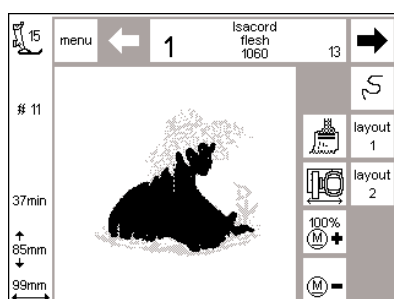 15
menu
1
Isacord
flesh
1060
13
# 11
layout
1
layout
2
37min
100%
M +
85mm
M -
99mm